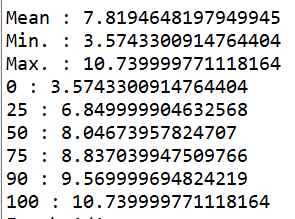 Mean : 7.8194648197949945
Min. : 3.5743300914764404
Max. : 10.739999771118164
0 : 3.5743300914764404
25 : 6.849999904632568
50 : 8.04673957824707
75 : 8.837039947509766
90 : 9.569999694824219
100 : 10.739999771118164